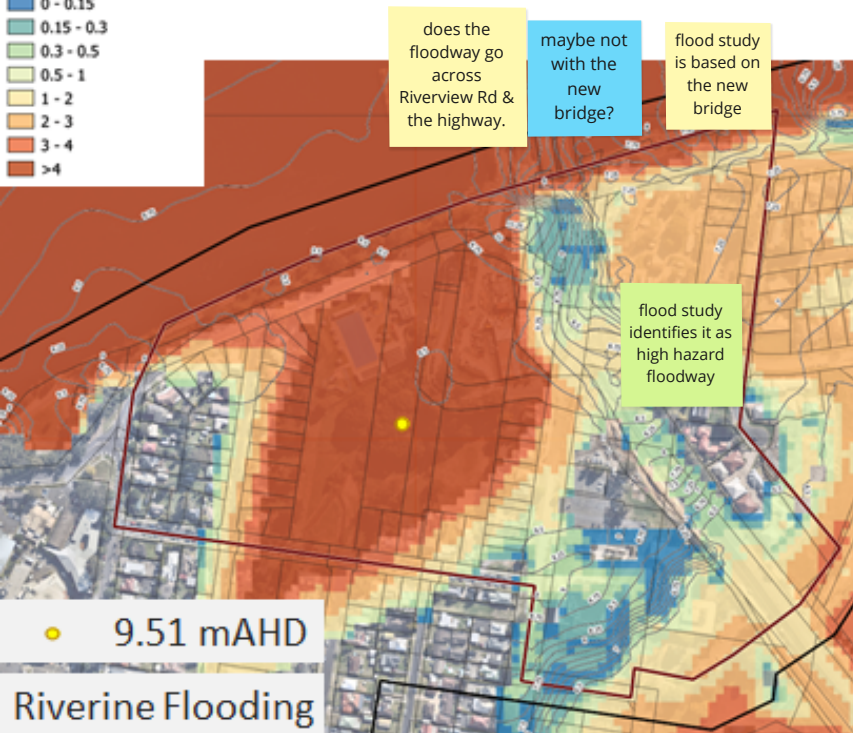 0 - 0.15
0.15 - 0.3
0.3 - 0.5
0.5 - 1
1 - 2
2 - 3
3 - 4
>4
does the
floodway go
across
Riverview Rd &
the highway.
maybe not
with the
new
bridge?
flood study
is based on
the new
bridge
flood study
identifies it as
high hazard
floodway
9.51 mAHD
Riverine Flooding